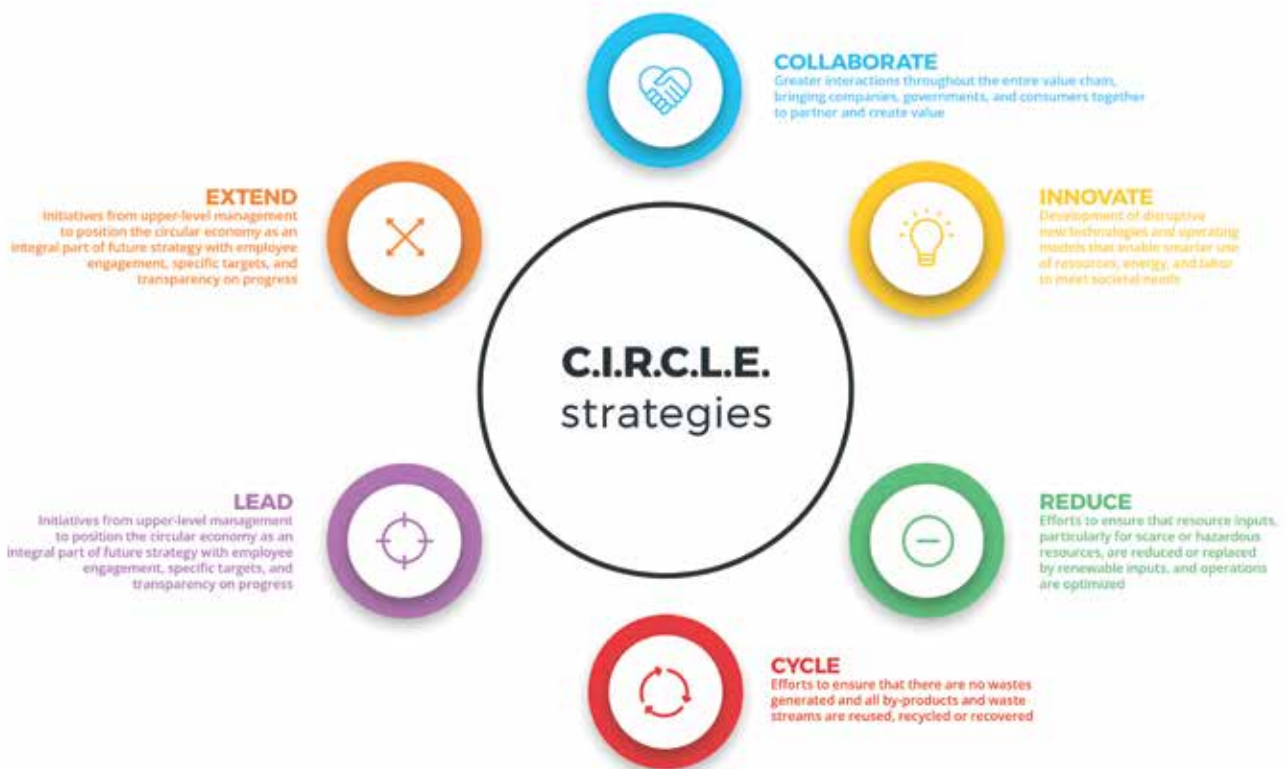 COLLABORATE
Greater interactions throughout the entire value chain,
bringing companies, governments, and consumers together
to partner and create value
INNOVATE
Development of disruptive
new technologies and operating
models that enable smarter use
of resources, energy, and labor
to meet societal needs
REDUCE
Efforts to ensure that resource inputs,
particularly for scarce or hazardous
resources, are reduced or replaced
by renewable inputs, and operations
are optimized
CYCLE
Efforts to ensure that there are no wastes
generated and all by-products and waste
streams are reused, recycled or recovered
LEAD
Initiatives from upper-level management
to position the circular economy as an
integral part of future strategy with employee
engagement, specific targets, and
transparency on progress
EXTEND
Initiatives from upper-level management
to position the circular economy as an
integral part of future strategy with employee
engagement, specific targets, and
transparency on progress
C.I.R.C.L.E.
strategies